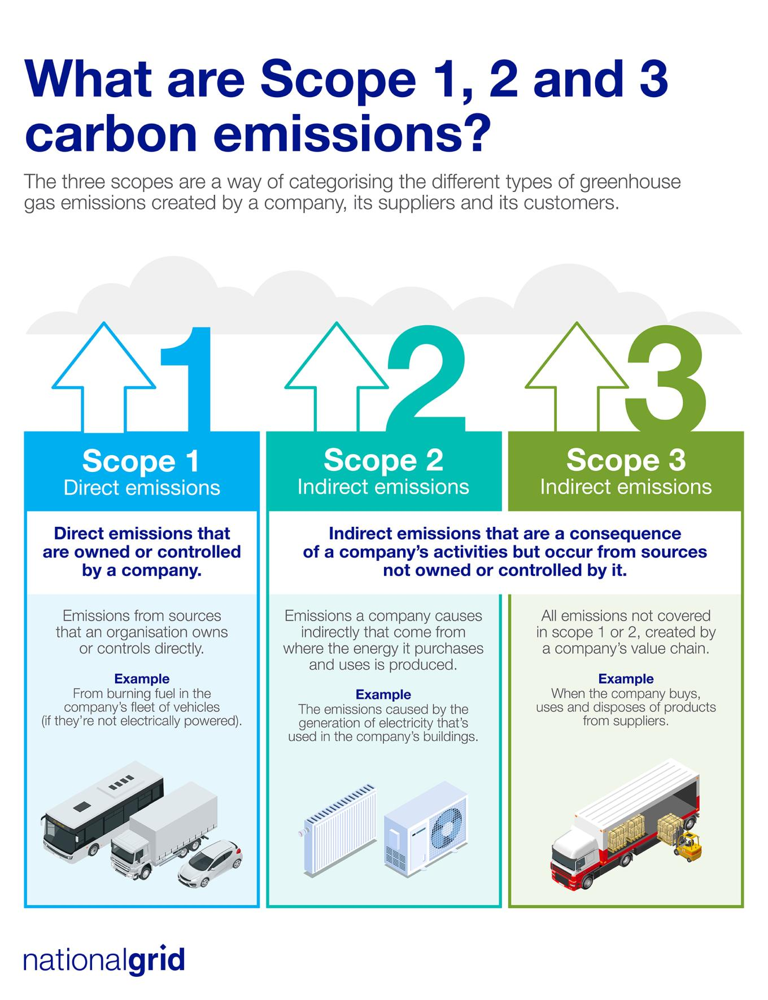 What are Scope 1, 2 and 3
carbon emissions?
The three scopes are a way of categorising the different types of greenhouse
gas emissions created by a company, its suppliers and its customers.
1
2
3
Scope 1
Direct emissions
Scope 2
Indirect emissions
Scope 3
Indirect emissions
Direct emissions that
are owned or controlled
by a company.
Indirect emissions that are a consequence
of a company's activities but occur from sources
not owned or controlled by it.
Emissions from sources
that an organisation owns
or controls directly.
Example
From burning fuel in the
company's fleet of vehicles
(if they're not electrically powered).
Emissions a company causes
indirectly that come from
where the energy it purchases
and uses is produced.
Example
The emissions caused by the
generation of electricity that's
used in the company's buildings.
All emissions not covered
in scope 1 or 2, created by
a company's value chain.
Example
When the company buys,
uses and disposes of products
from suppliers.
nationalgrid